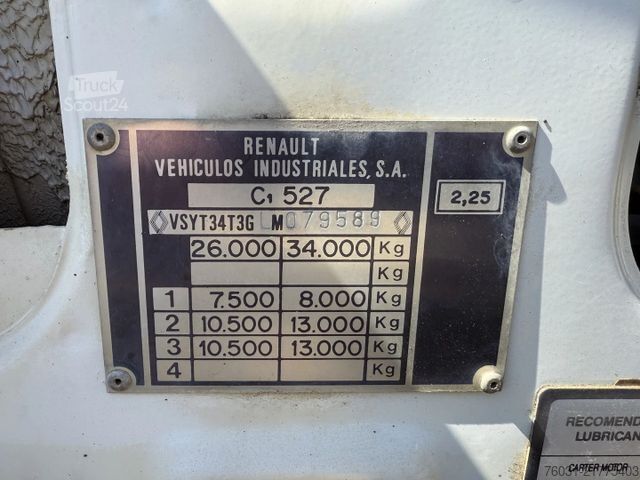 Truck
Scout24
RENAULT
VEHICULOS INDUSTRIALES, S.A.
C1 527
2,25
VSYT34T3G LM079589
26.000 34.000 Kg
Kg
1 7.500 8.000 Kg
2 10.500 13.000 Kg
3 10.500 13.000 Kg
4 Kg
RECOMEND
LUBRICAN
CARTER MOTOR